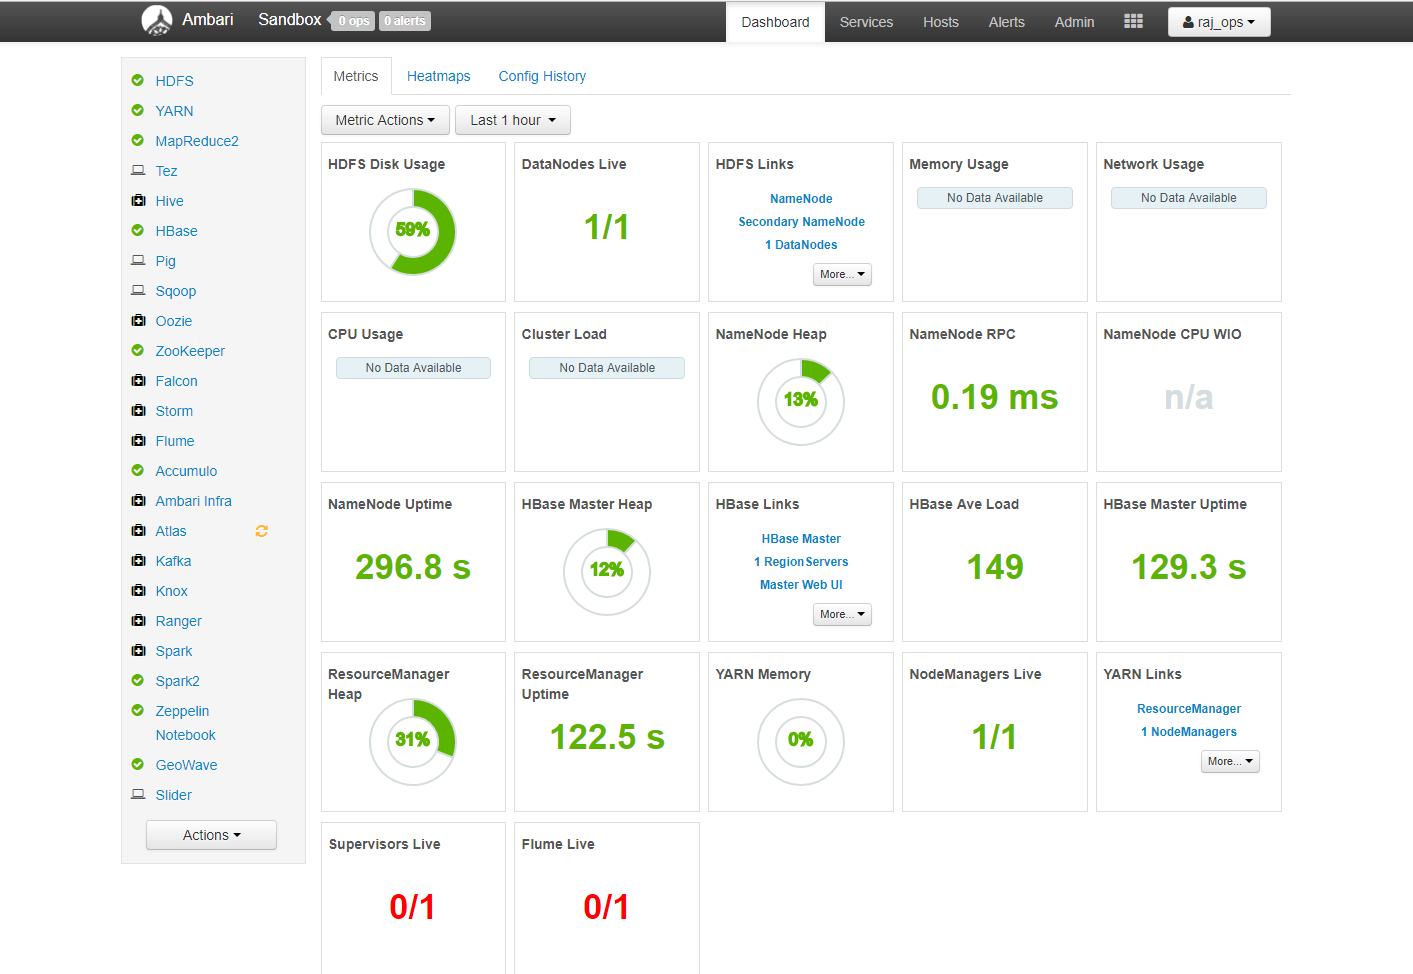 Ambari Sandbox 0 ops 0 alerts Dashboard Services Hosts Alerts Admin raj_ops
HDFS
YARN
MapReduce2
Tez
Hive
HBase
Pig
Sqoop
Oozie
ZooKeeper
Falcon
Storm
Flume
Accumulo
Ambari Infra
Atlas
Kafka
Knox
Ranger
Spark
Spark2
Zeppelin
Notebook
GeoWave
Slider
Actions
Metrics Heatmaps Config History
Metric Actions Last 1 hour
HDFS Disk Usage
59%
DataNodes Live
1/1
HDFS Links
NameNode
Secondary NameNode
1 DataNodes
More...
Memory Usage
No Data Available
Network Usage
No Data Available
CPU Usage
No Data Available
Cluster Load
No Data Available
NameNode Heap
13%
NameNode RPC
0.19 ms
NameNode CPU WIO
n/a
NameNode Uptime
296.8 s
HBase Master Heap
12%
HBase Links
HBase Master
1 RegionServers
Master Web UI
More...
HBase Ave Load
149
HBase Master Uptime
129.3 s
ResourceManager
Heap
31%
ResourceManager
Uptime
122.5 s
YARN Memory
0%
NodeManagers Live
1/1
YARN Links
ResourceManager
1 NodeManagers
More...
Supervisors Live
0/1
Flume Live
0/1